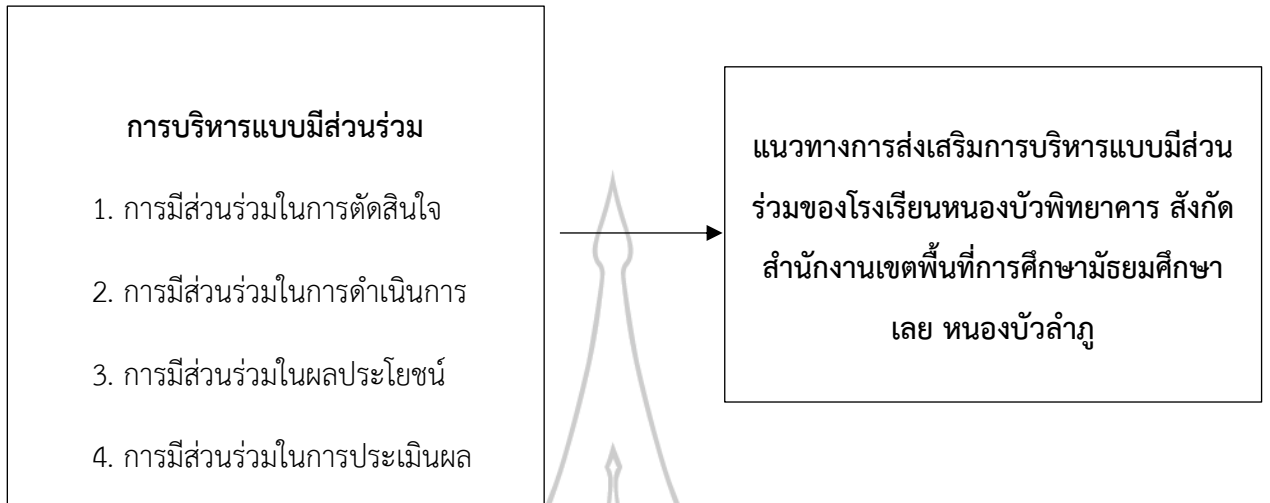 การบริหารแบบมีส่วนร่วม
1. การมีส่วนร่วมในการตัดสินใจ
2. การมีส่วนร่วมในการดำเนินการ
3. การมีส่วนร่วมในผลประโยชน์
4. การมีส่วนร่วมในการประเมินผล
แนวทางการส่งเสริมการบริหารแบบมีส่วน
ร่วมของโรงเรียนหนองบัวพิทยาคาร สังกัด
สำนักงานเขตพื้นที่การศึกษามัธยมศึกษา
เลย หนองบัวลำภู